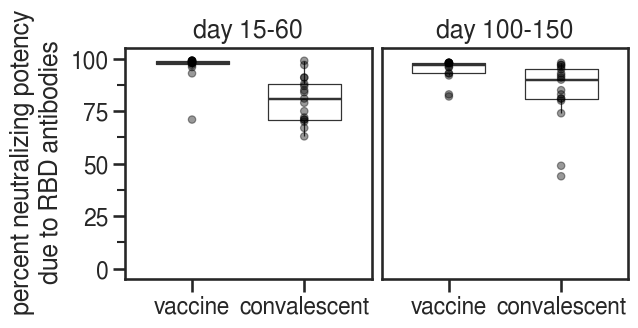 day 15-60 day 100-150
percent neutralizing potency
due to RBD antibodies
100
75
50
25
0
vaccine convalescent vaccine convalescent